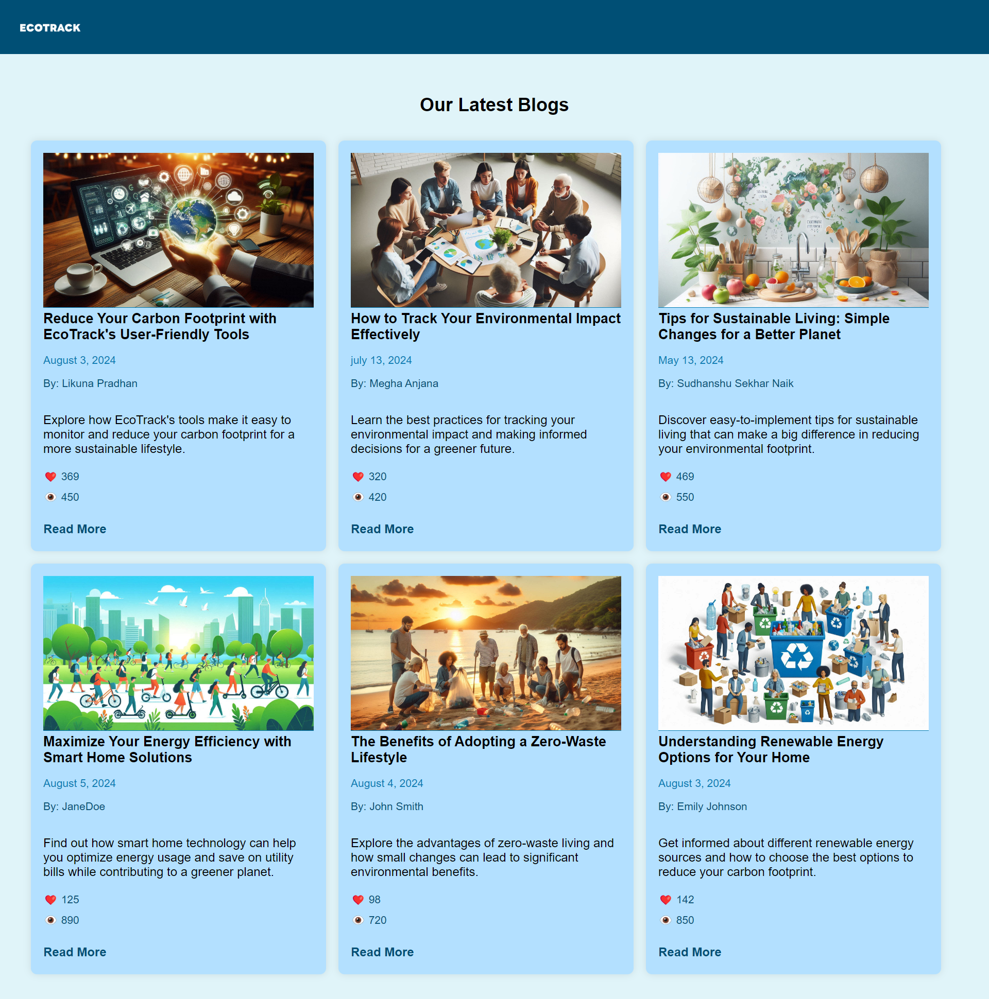 ECOTRACK
Our Latest Blogs
Reduce Your Carbon Footprint with
EcoTrack's User-Friendly Tools
August 3, 2024
By: Likuna Pradhan
Explore how EcoTrack's tools make it easy to
monitor and reduce your carbon footprint for a
more sustainable lifestyle.
369
450
Read More
How to Track Your Environmental Impact
Effectively
july 13, 2024
By: Megha Anjana
Learn the best practices for tracking your
environmental impact and making informed
decisions for a greener future.
320
420
Read More
Tips for Sustainable Living: Simple
Changes for a Better Planet
May 13, 2024
By: Sudhanshu Sekhar Naik
Discover easy-to-implement tips for sustainable
living that can make a big difference in reducing
your environmental footprint.
469
550
Read More
Maximize Your Energy Efficiency with
Smart Home Solutions
August 5, 2024
By: JaneDoe
Find out how smart home technology can help
you optimize energy usage and save on utility
bills while contributing to a greener planet.
125
890
Read More
The Benefits of Adopting a Zero-Waste
Lifestyle
August 4, 2024
By: John Smith
Explore the advantages of zero-waste living and
how small changes can lead to significant
environmental benefits.
98
720
Read More
Understanding Renewable Energy
Options for Your Home
August 3, 2024
By: Emily Johnson
Get informed about different renewable energy
sources and how to choose the best options to
reduce your carbon footprint.
142
850
Read More